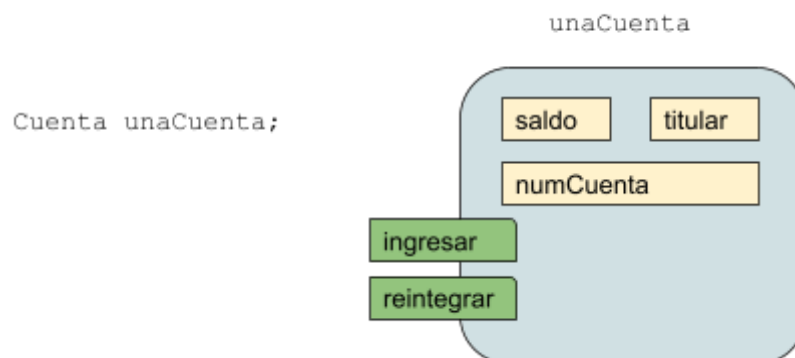 unaCuenta
Cuenta unaCuenta;
saldo
titular
numCuenta
ingresar
reintegrar